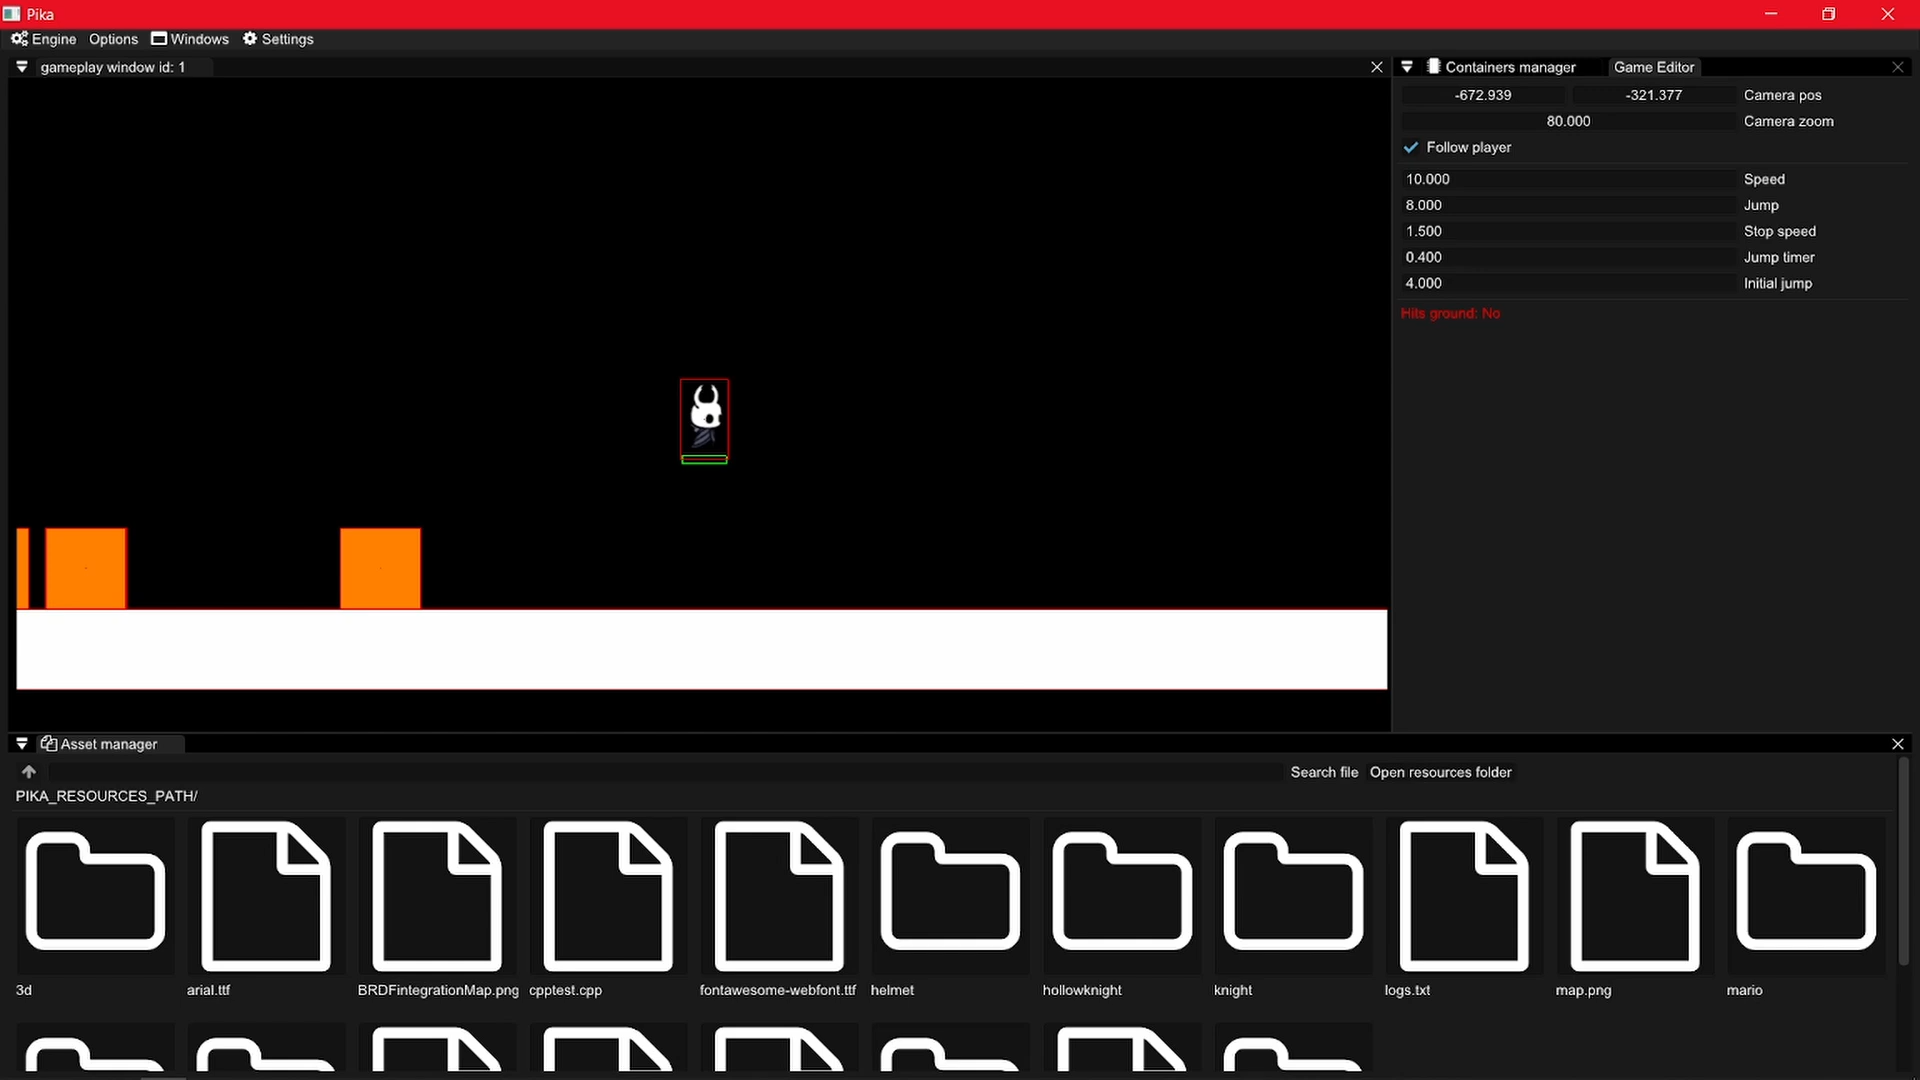 Pika
Engine Options Windows Settings
gameplay window id: 1
Containers manager Game Editor
-672.939 -321.377 Camera pos
80.000 Camera zoom
Follow player
10.000 Speed
8.000 Jump
1.500 Stop speed
0.400 Jump timer
4.000 Initial jump
Hits ground: No
Asset manager
Search file Open resources folder
PIKA_RESOURCES_PATH/
3d arial.ttf BRDFintegrationMap.png cpptest.cpp fontawesome-webfont.ttf helmet hollowknight knight logs.txt map.png mario